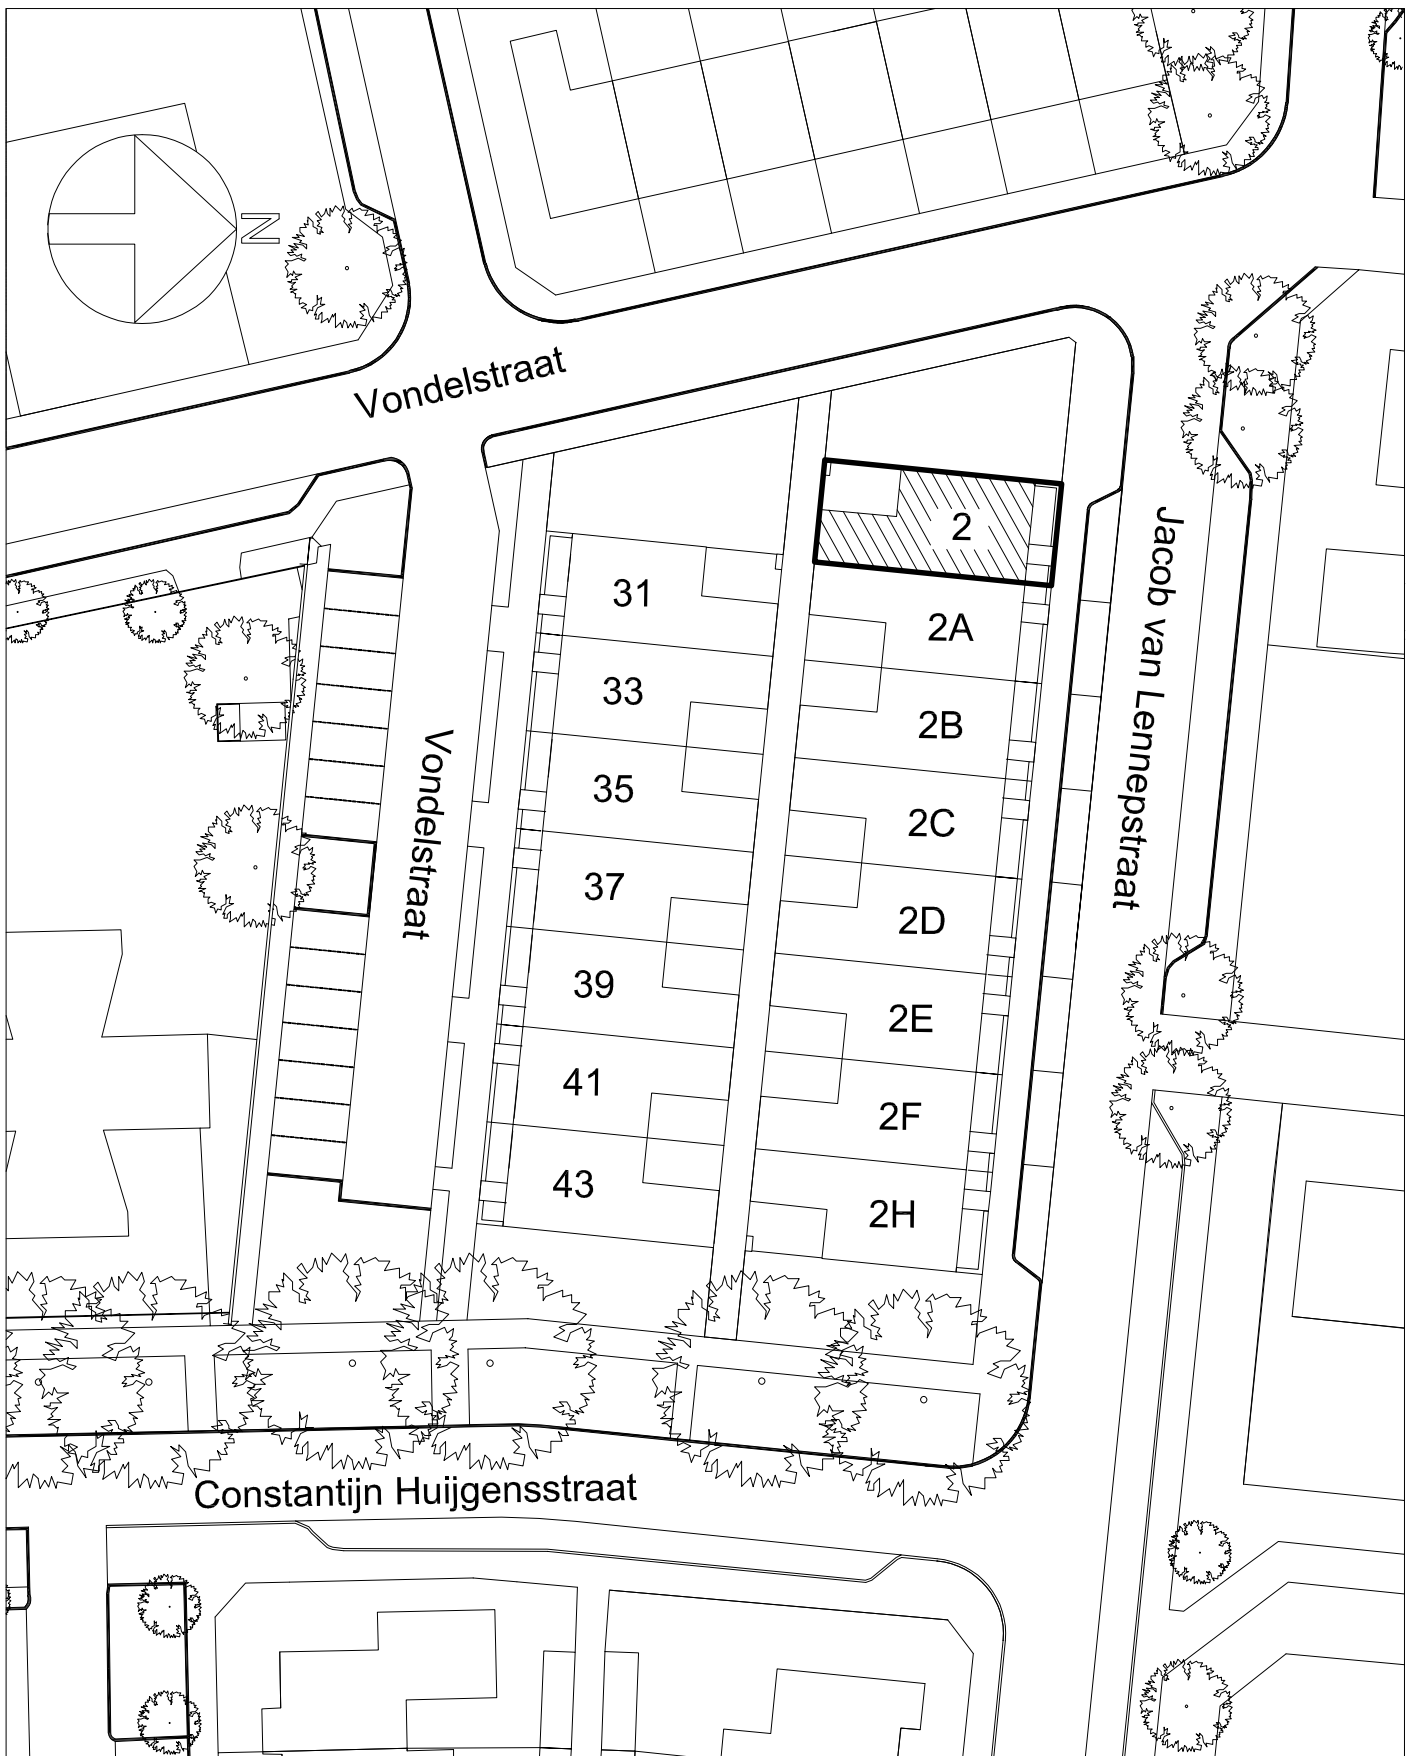 N
Vondelstraat
2
Jacob van Lennepstraat
31
2A
33
2B
Vondelstraat
35
2C
37
2D
39
2E
41
2F
43
2H
Constantijn Huijgensstraat